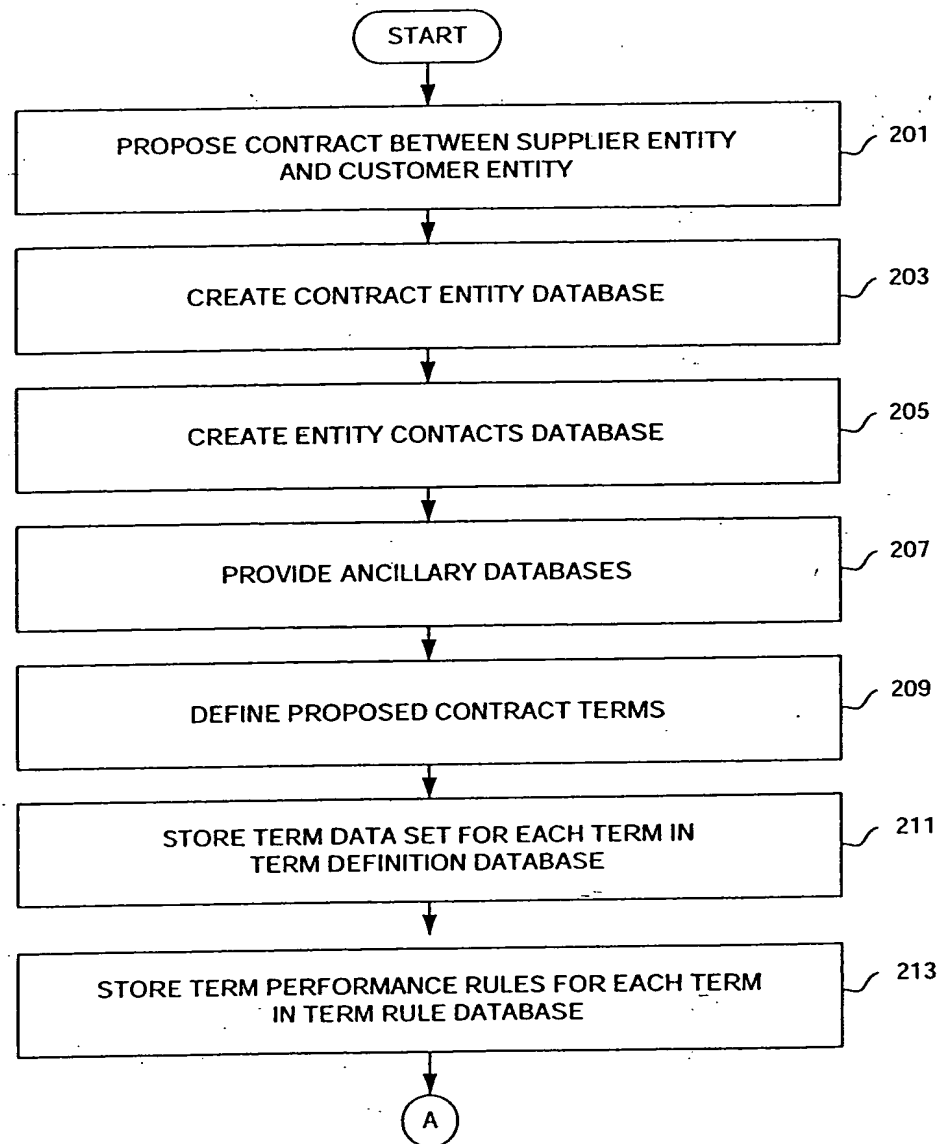 START
PROPOSE CONTRACT BETWEEN SUPPLIER ENTITY
AND CUSTOMER ENTITY
201
CREATE CONTRACT ENTITY DATABASE
203
CREATE ENTITY CONTACTS DATABASE
205
PROVIDE ANCILLARY DATABASES
207
DEFINE PROPOSED CONTRACT TERMS
209
STORE TERM DATA SET FOR EACH TERM IN
TERM DEFINITION DATABASE
211
STORE TERM PERFORMANCE RULES FOR EACH TERM
IN TERM RULE DATABASE
213
A